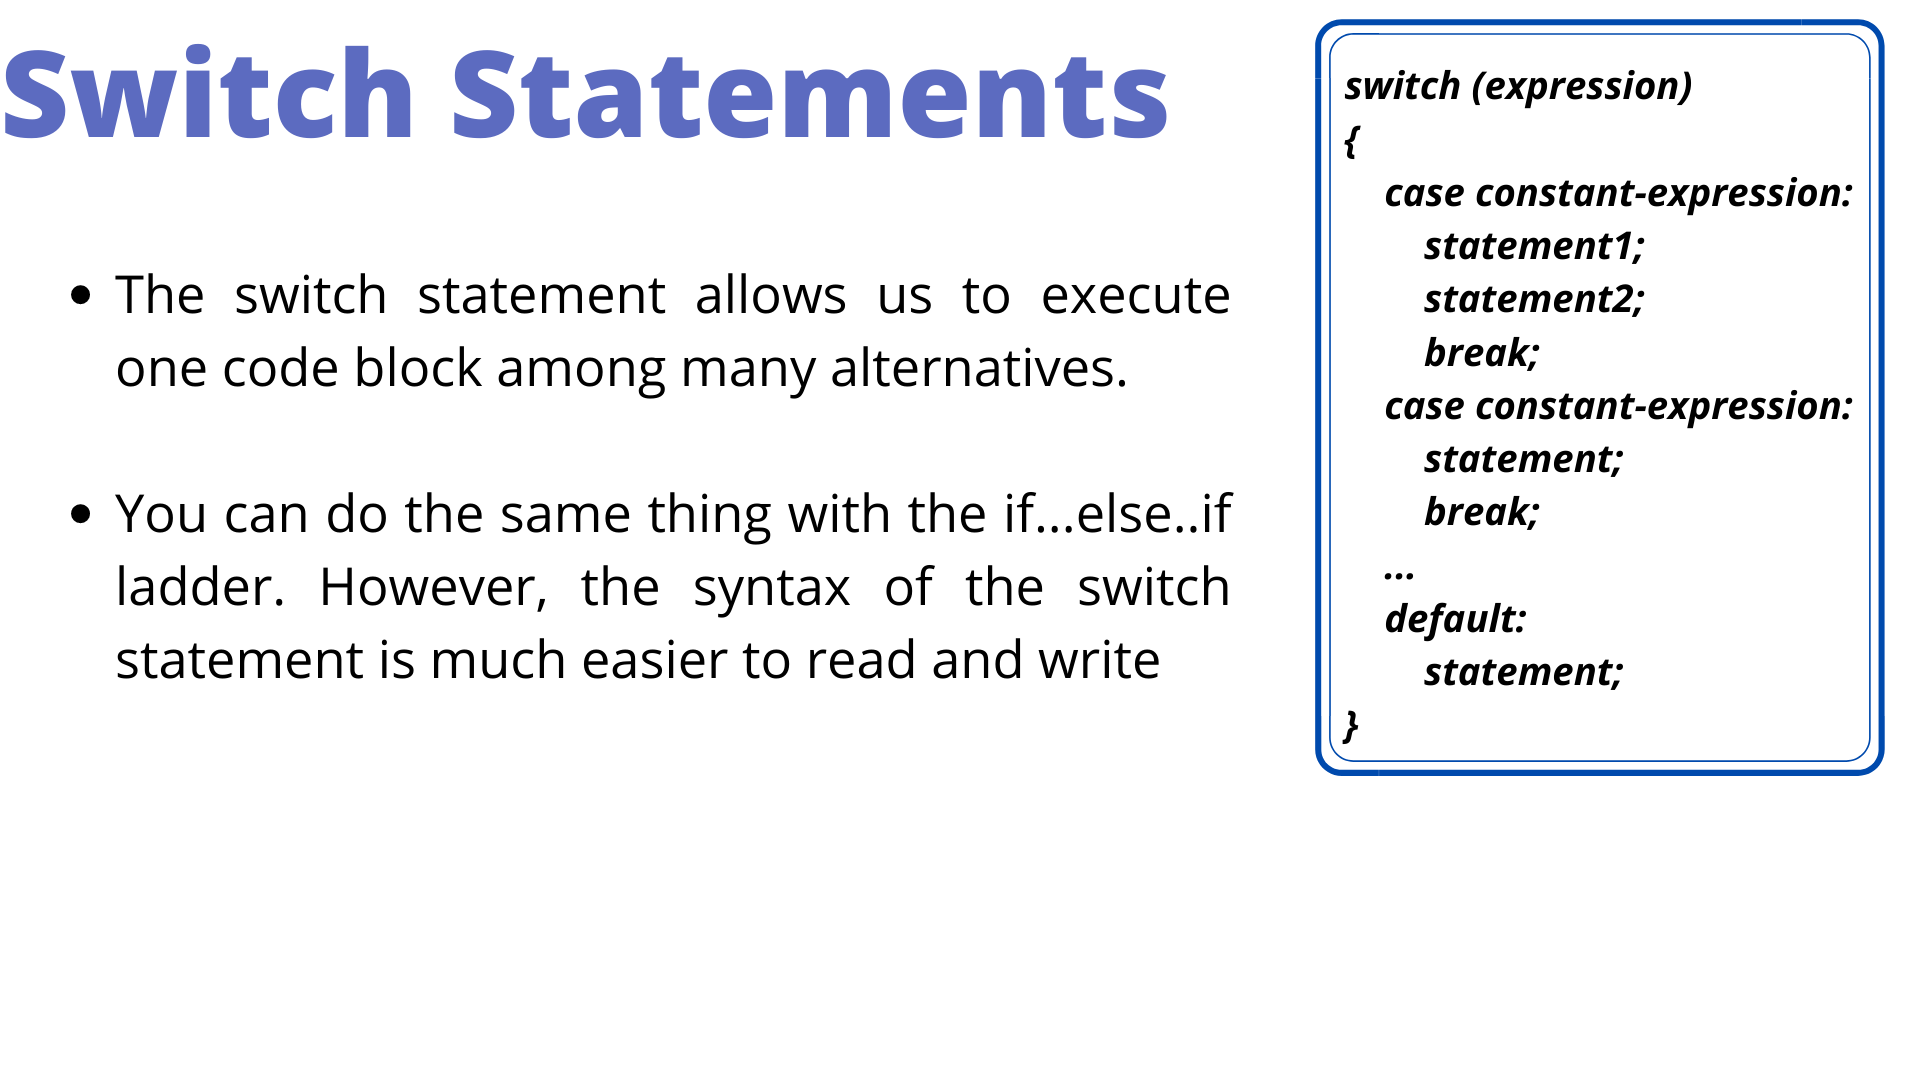 Switch Statements
The switch statement allows us to execute
one code block among many alternatives.
You can do the same thing with the if...else..if
ladder. However, the syntax of the switch
statement is much easier to read and write
switch (expression)
{
case constant-expression:
statement1;
statement2;
break;
case constant-expression:
statement;
break;
...
default:
statement;
}